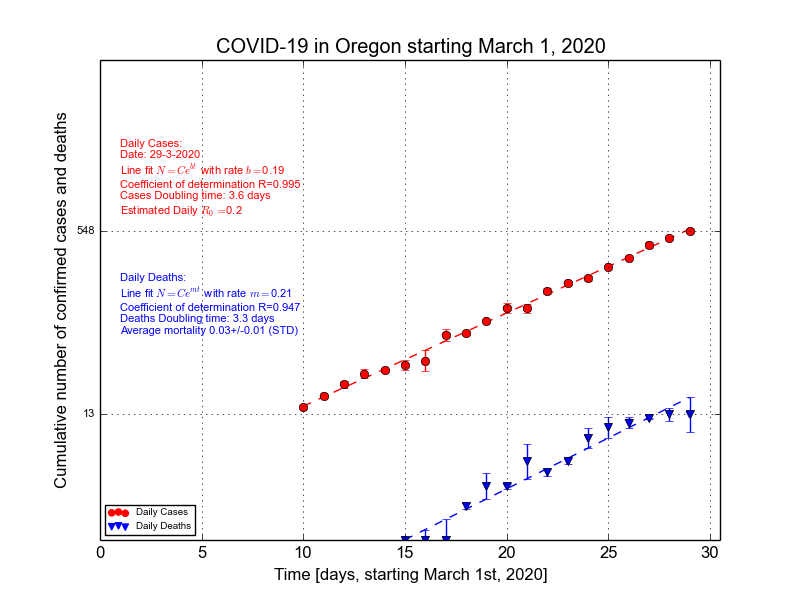 COVID-19 in Oregon starting March 1, 2020
Cumulative number of confirmed cases and deaths
Daily Cases:
Date: 29-3-2020
Line fit N = Ce^{bt} with rate b =0.19
Coefficient of determination R=0.995
Cases Doubling time: 3.6 days
Estimated Daily R_0 =0.2
548
Daily Deaths:
Line fit N = Ce^{mt} with rate m =0.21
Coefficient of determination R=0.947
Deaths Doubling time: 3.3 days
Average mortality 0.03+/-0.01 (STD)
13
Daily Cases
Daily Deaths
0 5 10 15 20 25 30
Time [days, starting March 1st, 2020]